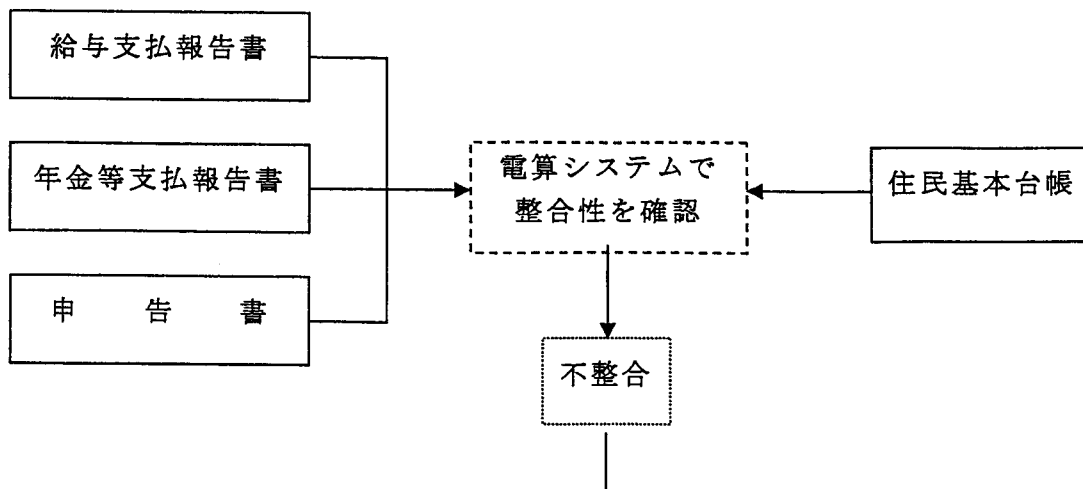 給与支払報告書
年金等支払報告書
申告書
電算システムで
整合性を確認
住民基本台帳
不整合